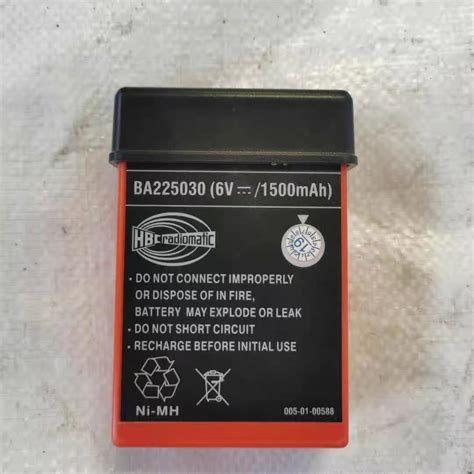 BA225030 (6V ⎓/1500mAh)
HBC radiomatic
19
• DO NOT CONNECT IMPROPERLY
OR DISPOSE OF IN FIRE,
BATTERY MAY EXPLODE OR LEAK
• DO NOT SHORT CIRCUIT
• RECHARGE BEFORE INITIAL USE
Ni-MH
005-01-00588